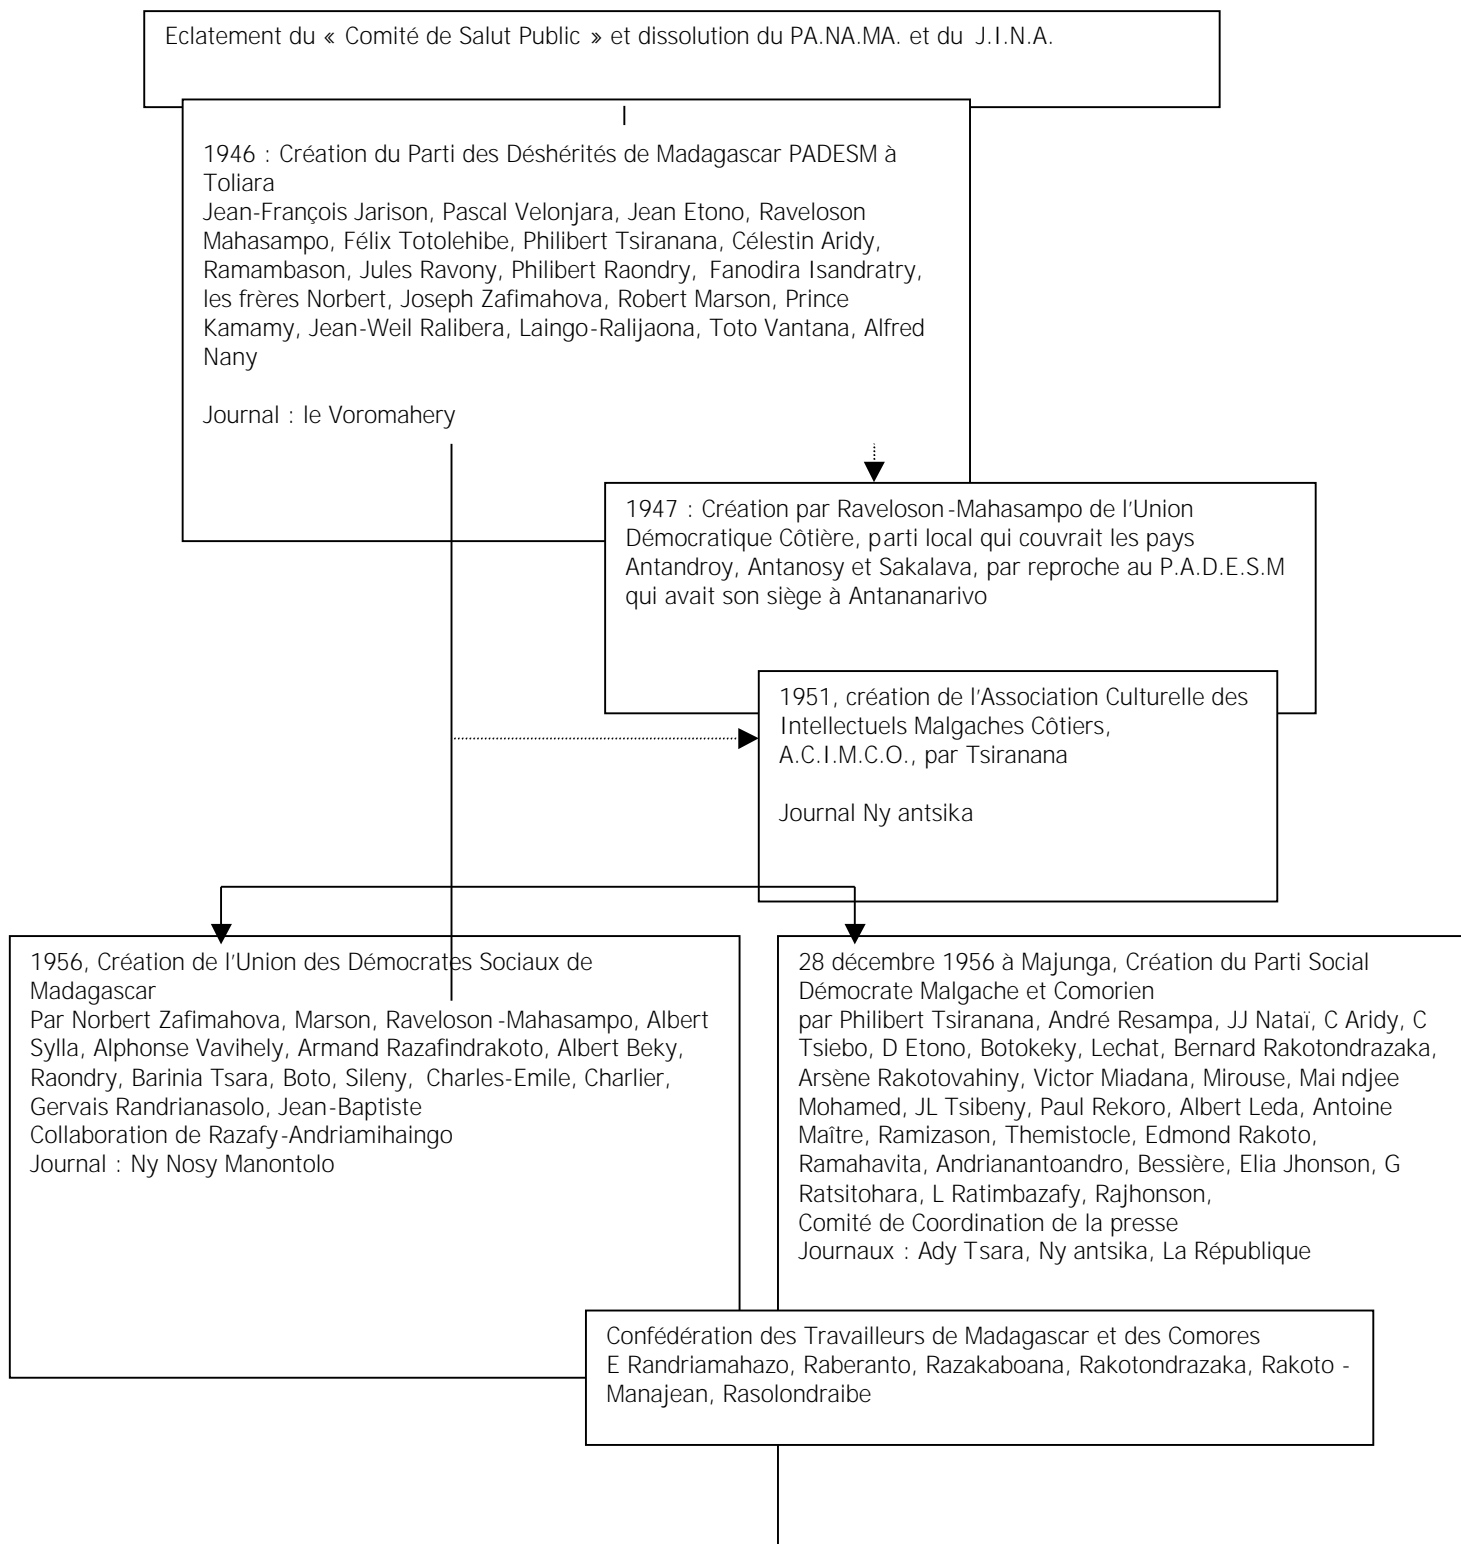 Eclatement du « Comité de Salut Public » et dissolution du PA.NA.MA. et du J.I.N.A.
1946 : Création du Parti des Déshérités de Madagascar PADESM à
Toliara
Jean-François Jarison, Pascal Velonjara, Jean Etono, Raveloson
Mahasampo, Félix Totolehibe, Philibert Tsiranana, Célestin Aridy,
Ramambason, Jules Ravony, Philibert Raondry, Fanodira Isandratry,
les frères Norbert, Joseph Zafimahova, Robert Marson, Prince
Kamamy, Jean-Weil Ralibera, Laingo-Ralijaona, Toto Vantana, Alfred
Nany
Journal : le Voromahery
1947 : Création par Raveloson-Mahasampo de l'Union
Démocratique Côtière, parti local qui couvrait les pays
Antandroy, Antanosy et Sakalava, par reproche au P.A.D.E.S.M
qui avait son siège à Antananarivo
1951, création de l'Association Culturelle des
Intellectuels Malgaches Côtiers,
A.C.I.M.C.O., par Tsiranana
Journal Ny antsika
1956, Création de l'Union des Démocrates Sociaux de
Madagascar
Par Norbert Zafimahova, Marson, Raveloson-Mahasampo, Albert
Sylla, Alphonse Vavihely, Armand Razafindrakoto, Albert Beky,
Raondry, Barinia Tsara, Boto, Sileny, Charles-Emile, Charlier,
Gervais Randrianasolo, Jean-Baptiste
Collaboration de Razafy-Andriamihaingo
Journal : Ny Nosy Manontolo
28 décembre 1956 à Majunga, Création du Parti Social
Démocrate Malgache et Comorien
par Philibert Tsiranana, André Resampa, JJ Nataï, C Aridy, C
Tsiebo, D Etono, Botokeky, Lechat, Bernard Rakotondrazaka,
Arsène Rakotovahiny, Victor Miadana, Mirouse, Maindjee
Mohamed, JL Tsibeny, Paul Rekoro, Albert Leda, Antoine
Maître, Ramizason, Themistocle, Edmond Rakoto,
Ramahavita, Andrianantoandro, Bessière, Elia Jhonson, G
Ratsitohara, L Ratimbazafy, Rajhonson,
Comité de Coordination de la presse
Journaux : Ady Tsara, Ny antsika, La République
Confédération des Travailleurs de Madagascar et des Comores
E Randriamahazo, Raberanto, Razakaboana, Rakotondrazaka, Rakoto -
Manajean, Rasolondraibe